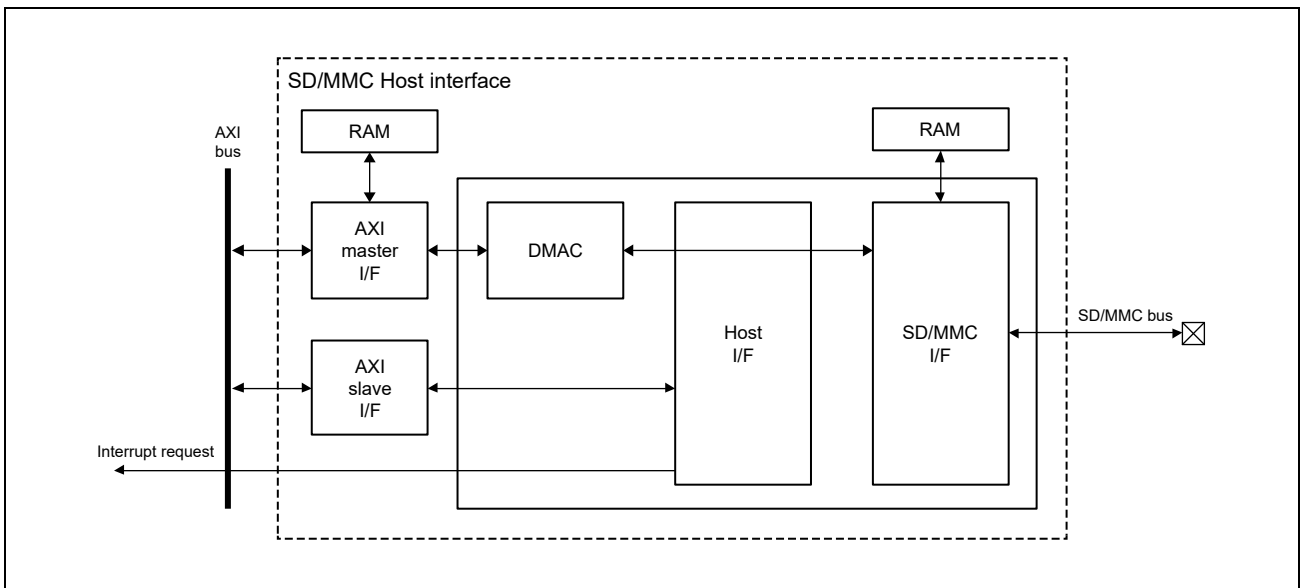 SD/MMC Host interface
AXI
bus
RAM
RAM
AXI
master
I/F
DMAC
Host
I/F
SD/MMC
I/F
SD/MMC bus
AXI
slave
I/F
Interrupt request